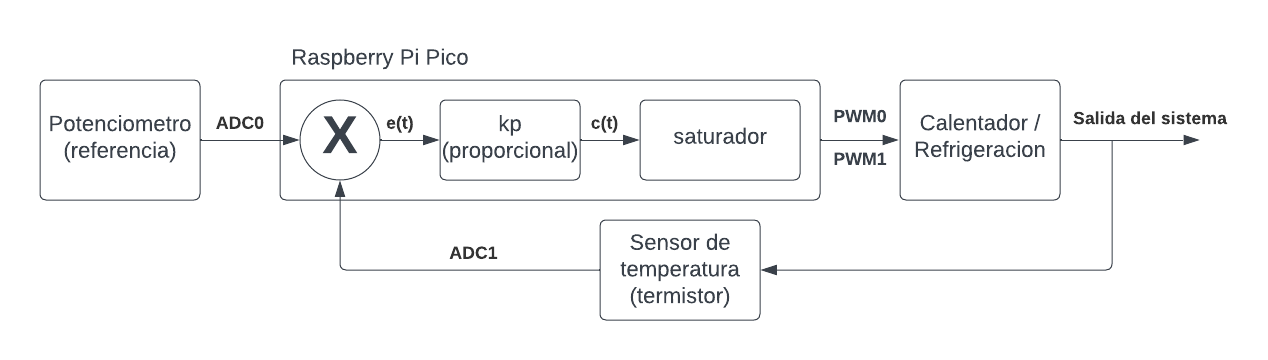 Raspberry Pi Pico
Potenciometro
(referencia)
ADC0
X
e(t)
kp
(proporcional)
c(t)
saturador
PWM0
PWM1
Calentador /
Refrigeracion
Salida del sistema
ADC1
Sensor de
temperatura
(termistor)